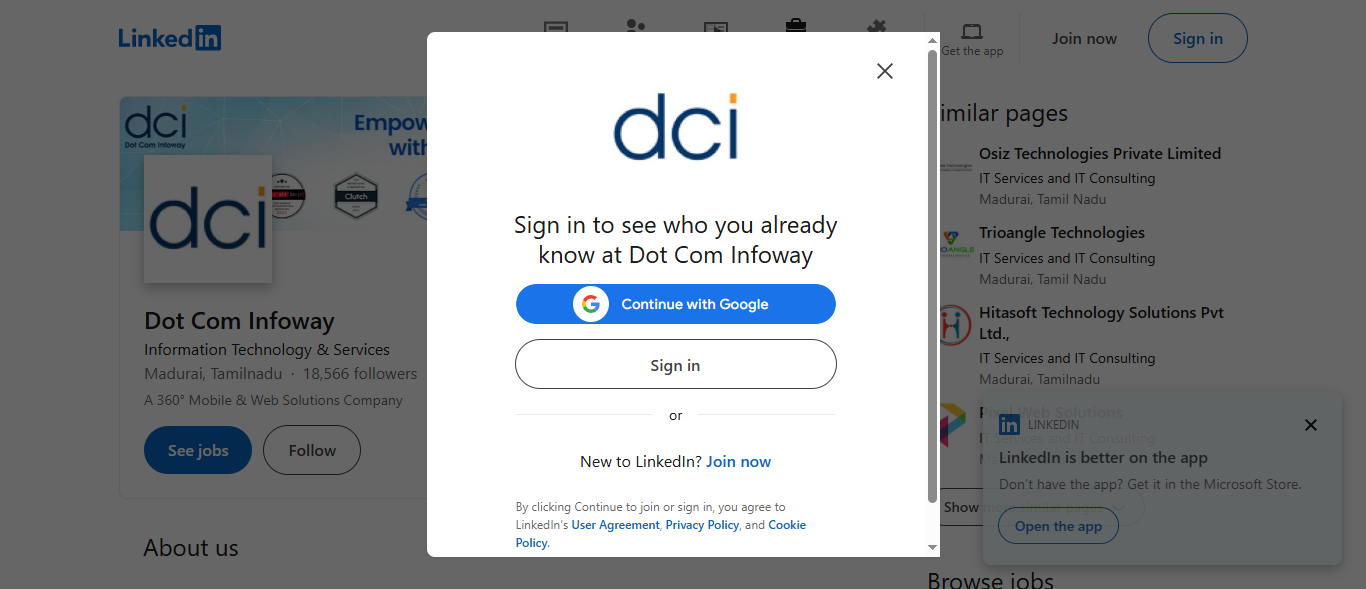 LinkedIn
Get the app
Join now
Sign in
dci
Dot Com Infoway
Empow
with
Clutch
dci
Dot Com Infoway
Information Technology & Services
Madurai, Tamilnadu · 18,566 followers
A 360° Mobile & Web Solutions Company
See jobs
Follow
About us
dci
Sign in to see who you already
know at Dot Com Infoway
Continue with Google
Sign in
or
New to LinkedIn? Join now
By clicking Continue to join or sign in, you agree to
LinkedIn’s User Agreement, Privacy Policy, and Cookie
Policy.
imilar pages
Osiz Technologies Private Limited
IT Services and IT Consulting
Madurai, Tamil Nadu
Trioangle Technologies
IT Services and IT Consulting
Madurai, Tamil Nadu
Hitasoft Technology Solutions Pvt
Ltd.,
IT Services and IT Consulting
Madurai, Tamilnadu
Pixel Web Solutions
IT Services and IT Consulting
Show more similar pages
in LINKEDIN
LinkedIn is better on the app
Don’t have the app? Get it in the Microsoft Store.
Open the app
Browse jobs